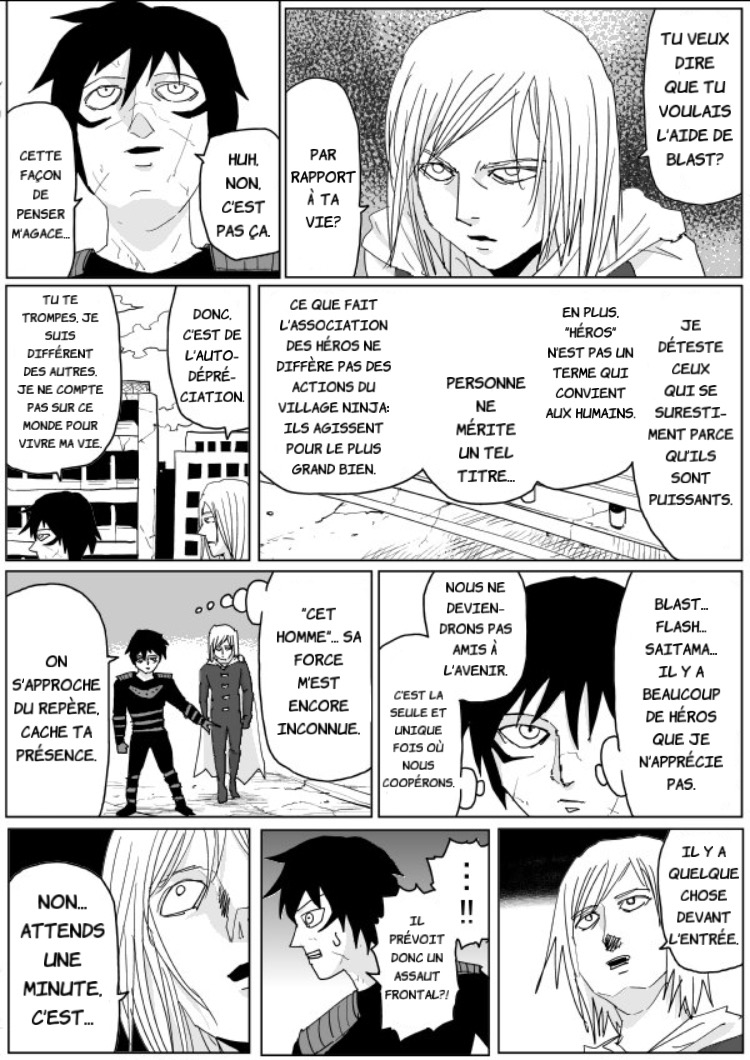 TU VEUX
DIRE
QUE TU
VOULAIS
L'AIDE DE
BLAST?
PAR
RAPPORT
À TA
VIE?
HUH,
NON,
C'EST
PAS ÇA.
CETTE
FAÇON
DE
PENSER
M'AGACE...
JE
DÉTESTE
CEUX
QUI SE
SURESTI-
MENT PARCE
QU'ILS
SONT
PUISSANTS.
EN PLUS,
"HÉROS"
N'EST PAS UN
TERME QUI
CONVIENT
AUX HUMAINS.
PERSONNE
NE
MÉRITE
UN TEL
TITRE...
CE QUE FAIT
L'ASSOCIATION
DES HÉROS NE
DIFFÈRE PAS DES
ACTIONS DU
VILLAGE NINJA:
ILS AGISSENT
POUR LE PLUS
GRAND BIEN.
DONC,
C'EST DE
L'AUTO-
DÉPRÉ-
CIATION.
TU TE
TROMPES, JE
SUIS
DIFFÉRENT
DES AUTRES.
JE NE COMPTE
PAS SUR CE
MONDE POUR
VIVRE MA VIE.
BLAST...
FLASH...
SAITAMA...
IL Y A
BEAUCOUP
DE HÉROS
QUE JE
N'APPRÉCIE
PAS.
NOUS NE
DEVIEN-
DRONS PAS
AMIS À
L'AVENIR.
C'EST LA
SEULE ET
UNIQUE
FOIS OÙ
NOUS
COOPÉRONS.
"CET
HOMME"... SA
FORCE
M'EST
ENCORE
INCONNUE.
ON
S'APPROCHE
DU REPÈRE,
CACHE TA
PRÉSENCE.
IL Y A
QUELQUE
CHOSE
DEVANT
L'ENTRÉE.
...!!
IL
PRÉVOIT
DONC UN
ASSAUT
FRONTAL?!
NON...
ATTENDS
UNE
MINUTE,
C'EST...